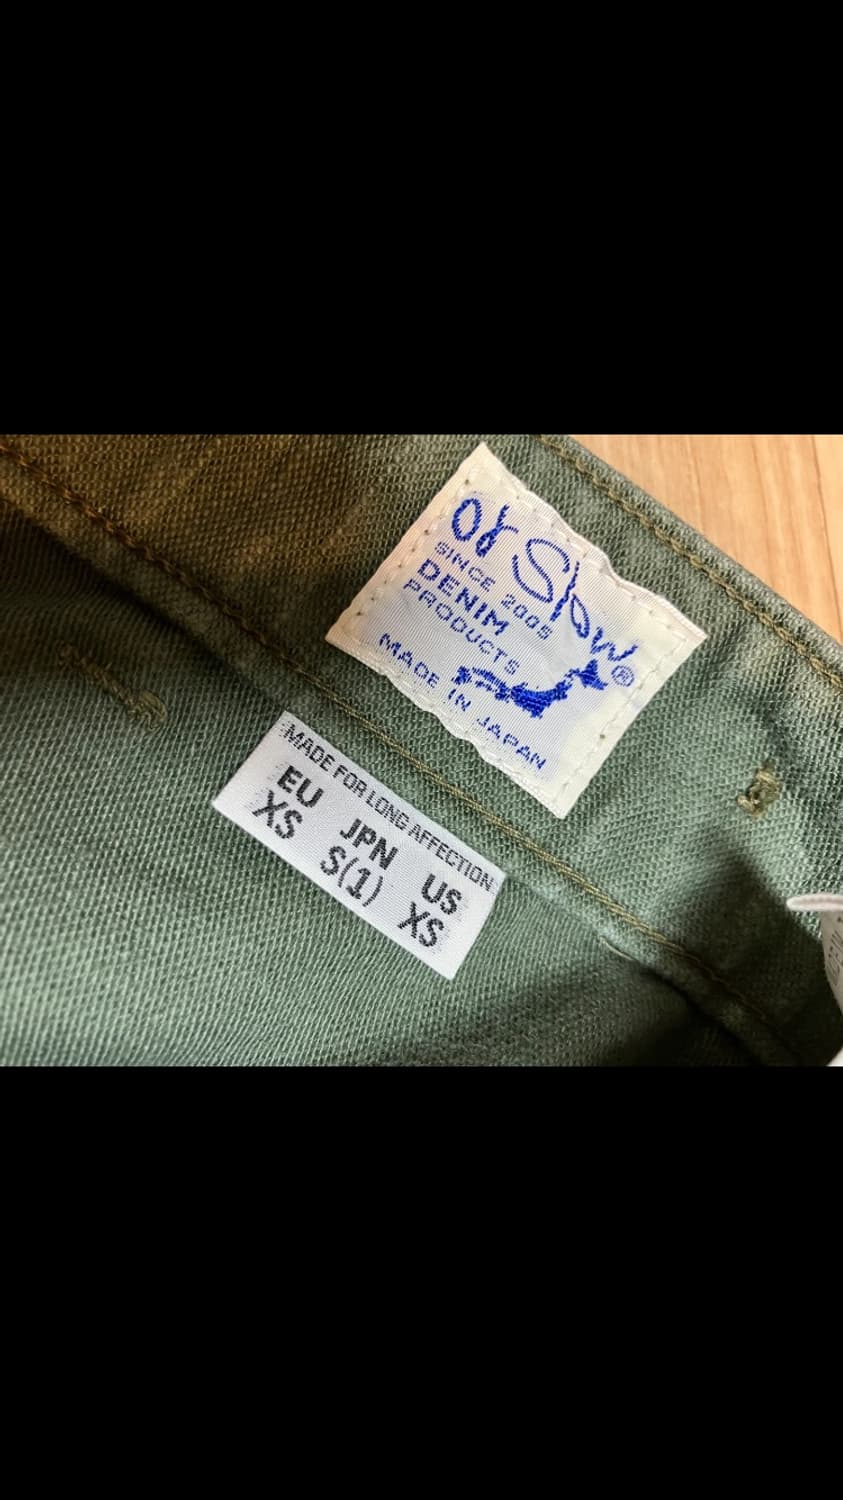 Or Slow®
SINCE 2005
DENIM
PRODUCTS
MADE IN JAPAN
MADE FOR LONG AFFECTION
EU JPN US
XS S(1) XS